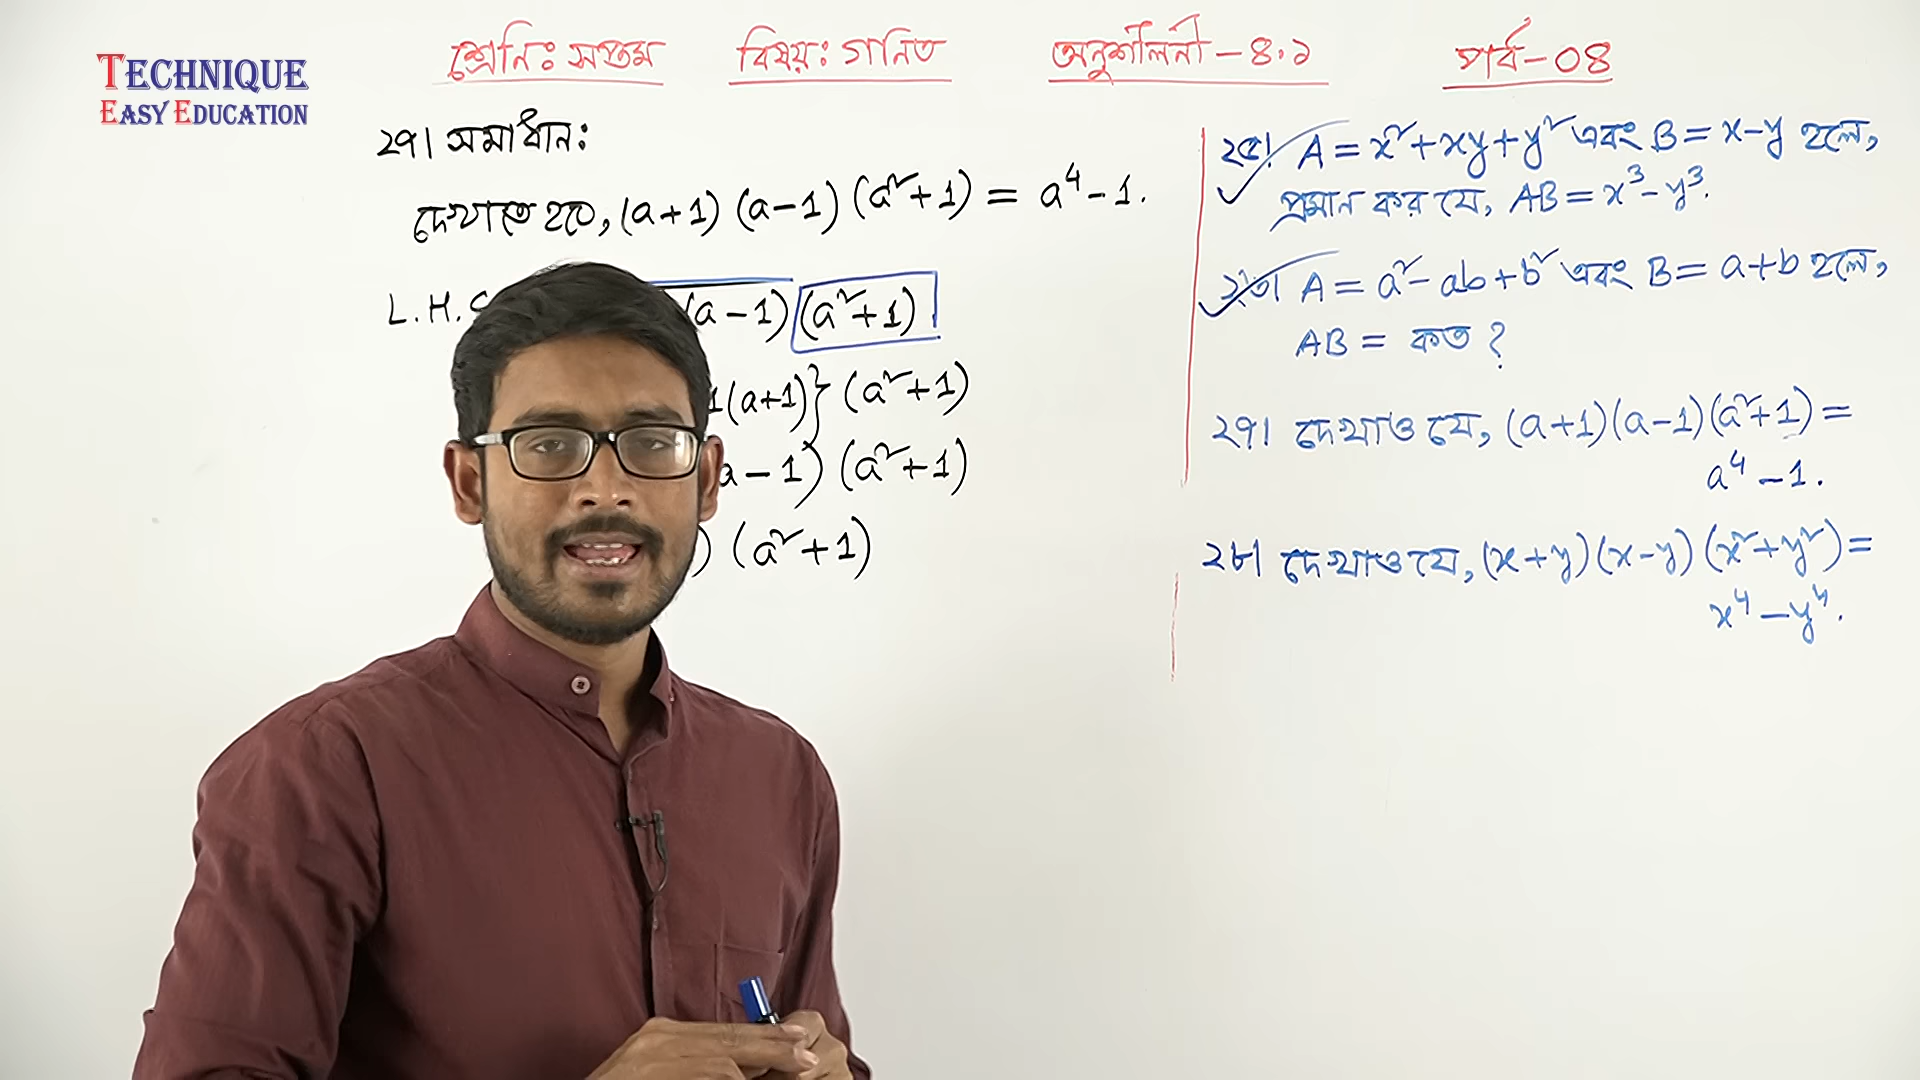 TECHNIQUE
EASY EDUCATION
শ্রেনিঃ সপ্তম বিষয়ঃ গনিত অনুশীলনী-৪.১ পার্ব-০৪
২৭। সমাধানঃ
দেখাতে হবে, (a+1) (a-1) (a²+1) = a⁴-1.
L.H.S (a-1) (a²+1)
1(a+1)} (a²+1)
a-1) (a²+1)
) (a²+1)
২৫। A = x²+xy+y² এবং B = x-y হলে,
প্রমান কর যে, AB = x³-y³.
২৬। A = a²-ab+b² এবং B = a+b হলে,
AB = কত ?
২৭। দেখাও যে, (a+1)(a-1)(a²+1) =
a⁴-1.
২৮। দেখাও যে, (x+y)(x-y) (x²+y²) =
x⁴-y⁴.